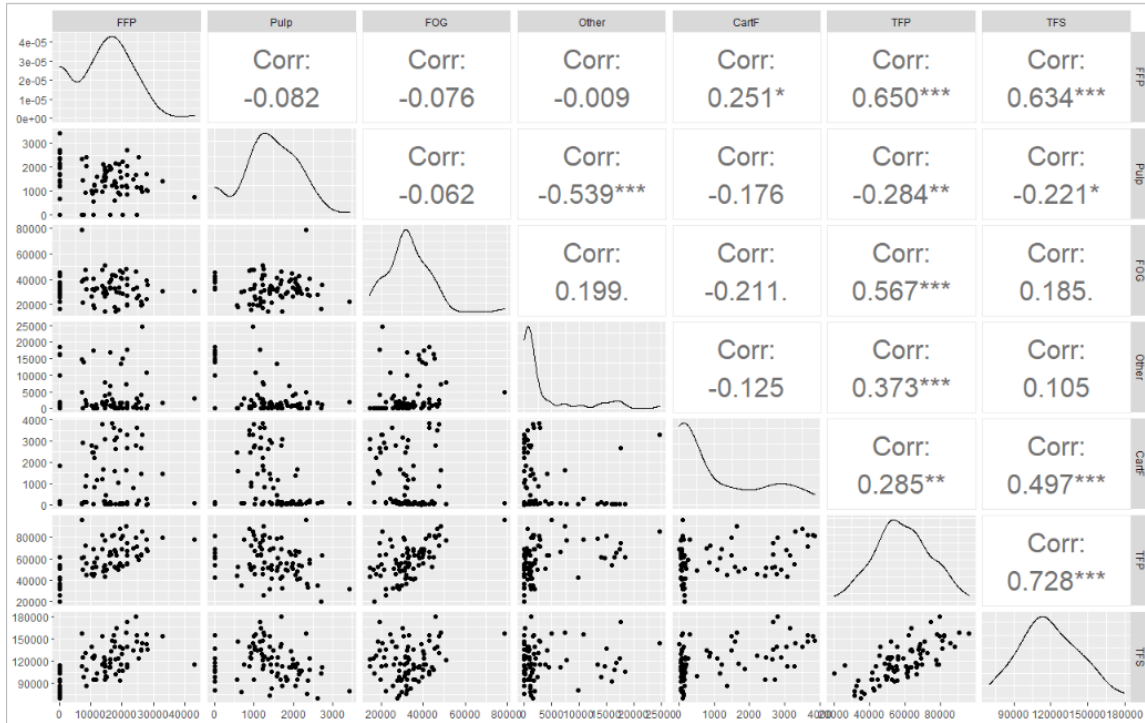 FFP Pulp FOG Other CartF TFP TFS
4e-05
3e-05
2e-05
1e-05
0e+00
Corr:
-0.082
Corr:
-0.076
Corr:
-0.009
Corr:
0.251*
Corr:
0.650***
Corr:
0.634***
FFP
3000
2000
1000
0
Corr:
-0.062
Corr:
-0.539***
Corr:
-0.176
Corr:
-0.284**
Corr:
-0.221*
Pulp
80000
60000
40000
20000
Corr:
0.199.
Corr:
-0.211.
Corr:
0.567***
Corr:
0.185.
FOG
25000
20000
15000
10000
5000
0
Corr:
-0.125
Corr:
0.373***
Corr:
0.105
Other
4000
3000
2000
1000
0
Corr:
0.285**
Corr:
0.497***
CartF
80000
60000
40000
20000
Corr:
0.728***
TFP
180000
150000
120000
90000
TFS
0 10000 20000 30000 40000
0 1000 2000 3000
20000 40000 60000 80000
0 5000 10000 15000 20000 25000
0 1000 2000 3000 4000
20000 40000 60000 80000
90000 120000 150000 180000